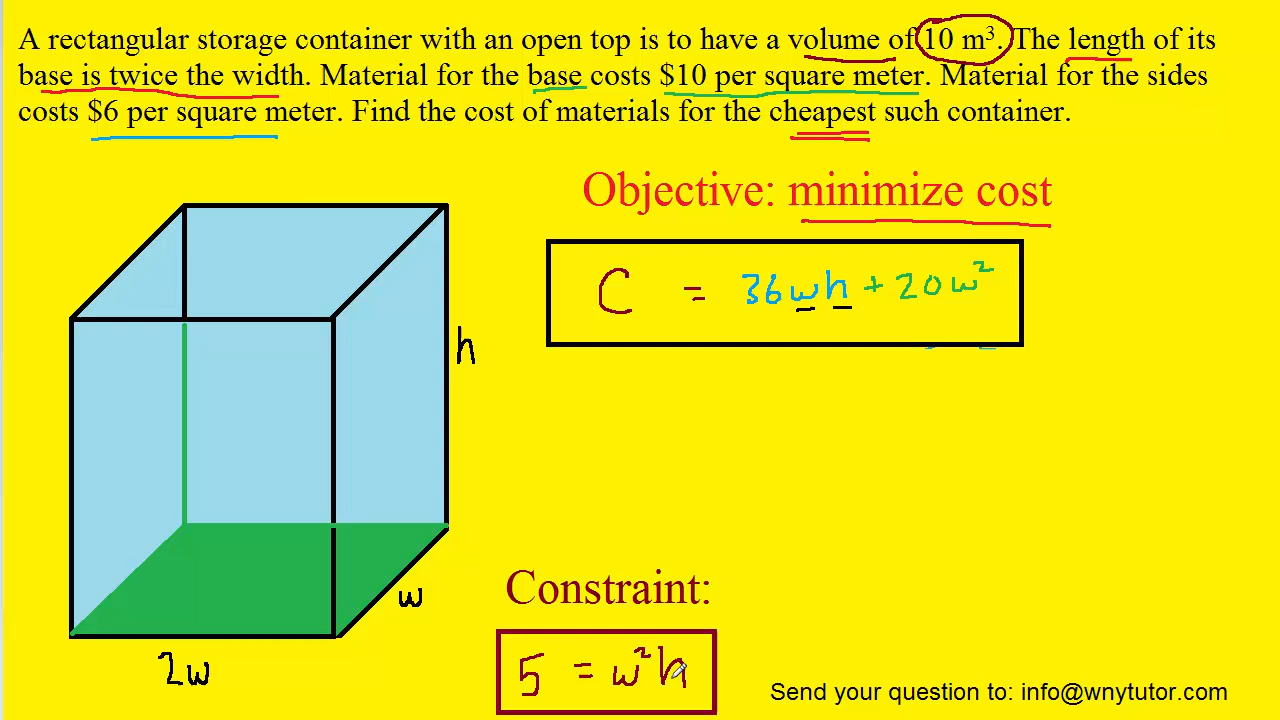 A rectangular storage container with an open top is to have a volume of 10 m³. The length of its
base is twice the width. Material for the base costs $10 per square meter. Material for the sides
costs $6 per square meter. Find the cost of materials for the cheapest such container.
Objective: minimize cost
C = 36wh + 20w²
h
w
2w
Constraint:
5 = w²h
Send your question to: info@wnytutor.com